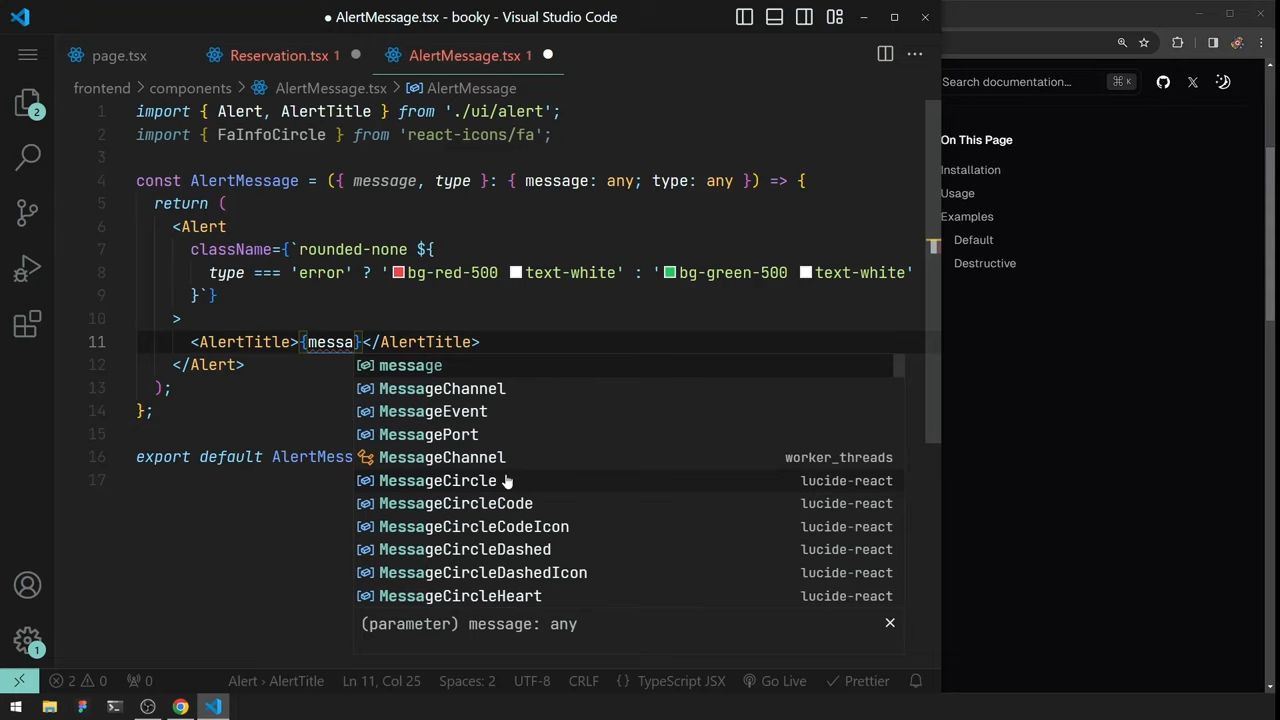 ● AlertMessage.tsx - booky - Visual Studio Code
page.tsx
Reservation.tsx 1
AlertMessage.tsx 1
frontend > components > AlertMessage.tsx > AlertMessage
1 import { Alert, AlertTitle } from './ui/alert';
2 import { FaInfoCircle } from 'react-icons/fa';
3
4 const AlertMessage = ({ message, type }: { message: any; type: any }) => {
5 return (
6 <Alert
7 className={`rounded-none ${
8 type === 'error' ? 'bg-red-500 text-white' : 'bg-green-500 text-white'
9 }`}
10 >
11 <AlertTitle>{messa}</AlertTitle>
12 </Alert>
13 );
14 };
15
16 export default AlertMess
17
message
MessageChannel
MessageEvent
MessagePort
MessageChannel worker_threads
MessageCircle lucide-react
MessageCircleCode lucide-react
MessageCircleCodeIcon lucide-react
MessageCircleDashed lucide-react
MessageCircleDashedIcon lucide-react
MessageCircleHeart lucide-react
(parameter) message: any
2
1
2 0 0 Alert > AlertTitle Ln 11, Col 25 Spaces: 2 UTF-8 CRLF {} TypeScript JSX Go Live Prettier
Search documentation... ⌘ K
On This Page
Installation
Usage
Examples
Default
Destructive